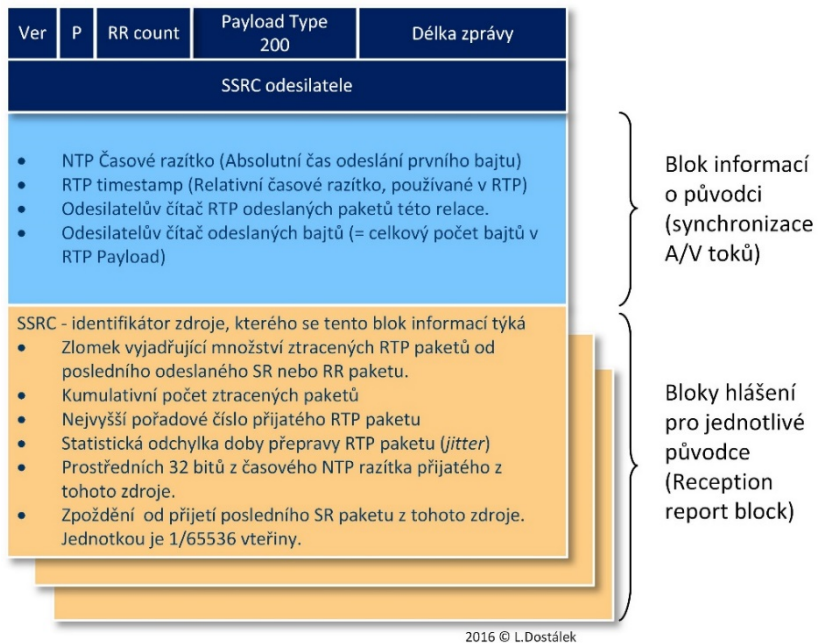 Ver P RR count Payload Type
200 Délka zprávy
SSRC odesilatele
• NTP Časové razítko (Absolutní čas odeslání prvního bajtu)
• RTP timestamp (Relativní časové razítko, používané v RTP)
• Odesilatelův čítač RTP odeslaných paketů této relace.
• Odesilatelův čítač odeslaných bajtů (= celkový počet bajtů v
RTP Payload)
Blok informací
o původci
(synchronizace
A/V toků)
SSRC - identifikátor zdroje, kterého se tento blok informací týká
• Zlomek vyjadřující množství ztracených RTP paketů od
posledního odeslaného SR nebo RR paketu.
• Kumulativní počet ztracených paketů
• Nejvyšší pořadové číslo přijatého RTP paketu
• Statistická odchylka doby přepravy RTP paketu (jitter)
• Prostředních 32 bitů z časového NTP razítka přijatého z
tohoto zdroje.
• Zpoždění od přijetí posledního SR paketu z tohoto zdroje.
Jednotkou je 1/65536 vteřiny.
Bloky hlášení
pro jednotlivé
původce
(Reception
report block)
2016 © L.Dostálek